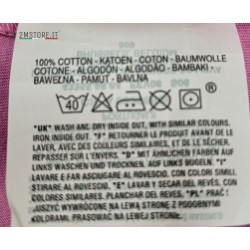 2MSTORE.IT
100% COTTON - KATOEN - COTON - BAUMWOLLE
COTONE - ALGODÓN - ALGODÃO - BAMBAKI -
BAWEŁNA - PAMUT - BAVLNA
40
"UK" WASH AND DRY INSIDE OUT, WITH SIMILAR COLOURS.
IRON INSIDE OUT. "F" RETOURNER LE PRODUIT AVANT DE LE
LAVER, AVEC DES COULEURS SIMILAIRES, ET DE LE SÉCHER.
REPASSER À L'ENVERS. "D" MIT ÄHNLICHEN FARBEN AUF
LINKS WASCHEN UND TROCKNEN. AUF LINKS BÜGELN. "I"
LAVARE E FAR ASCIUGARE AL ROVESCIO, CON COLORI SIMILI.
STIRARE AL ROVESCIO. "E" LAVAR Y SECAR DEL REVÉS, CON
COLORES SIMILARES. PLANCHAR DEL REVÉS. "PL" PRAĆ I
SUSZYĆ WYWRÓCONE NA LEWĄ STRONĘ, Z PODOBNYMI
KOLORAMI. PRASOWAĆ NA LEWEJ STRONIE.